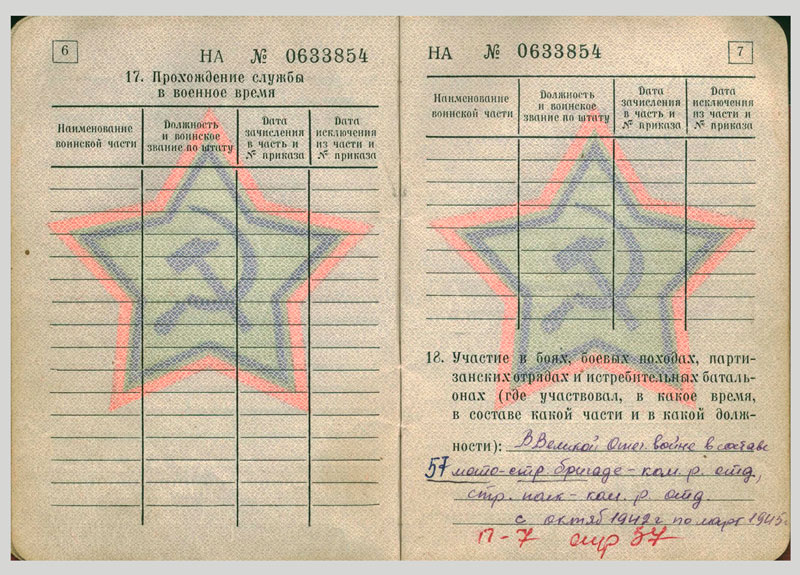 6
НА № 0633854
17. Прохождение службы
в военное время
Наименование воинской части
Должность и воинское звание по штату
Дата зачисления в часть и № приказа
Дата исключения из части и № приказа
НА № 0633854
7
Наименование воинской части
Должность и воинское звание по штату
Дата зачисления в часть и № приказа
Дата исключения из части и № приказа
18. Участие в боях, боевых походах, парти-
занских отрядах и истребительных баталь-
онах (где участвовал, в какое время,
в составе какой части и в какой долж-
ности): В Великой Отеч. войне в составе
57 мото-стр. бригаде - ком. р. отд.,
стр. полк - ком. р. отд
с октяб 1942г по март 1945г
П-7 стр 57